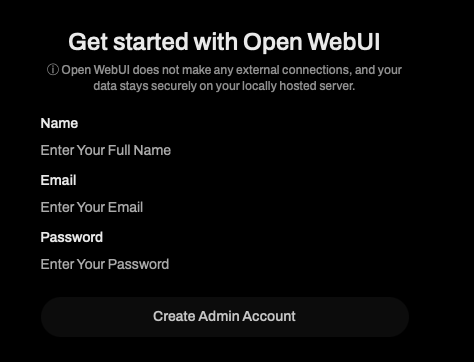 Get started with Open WebUI
ⓘ Open WebUI does not make any external connections, and your
data stays securely on your locally hosted server.
Name
Enter Your Full Name
Email
Enter Your Email
Password
Enter Your Password
Create Admin Account